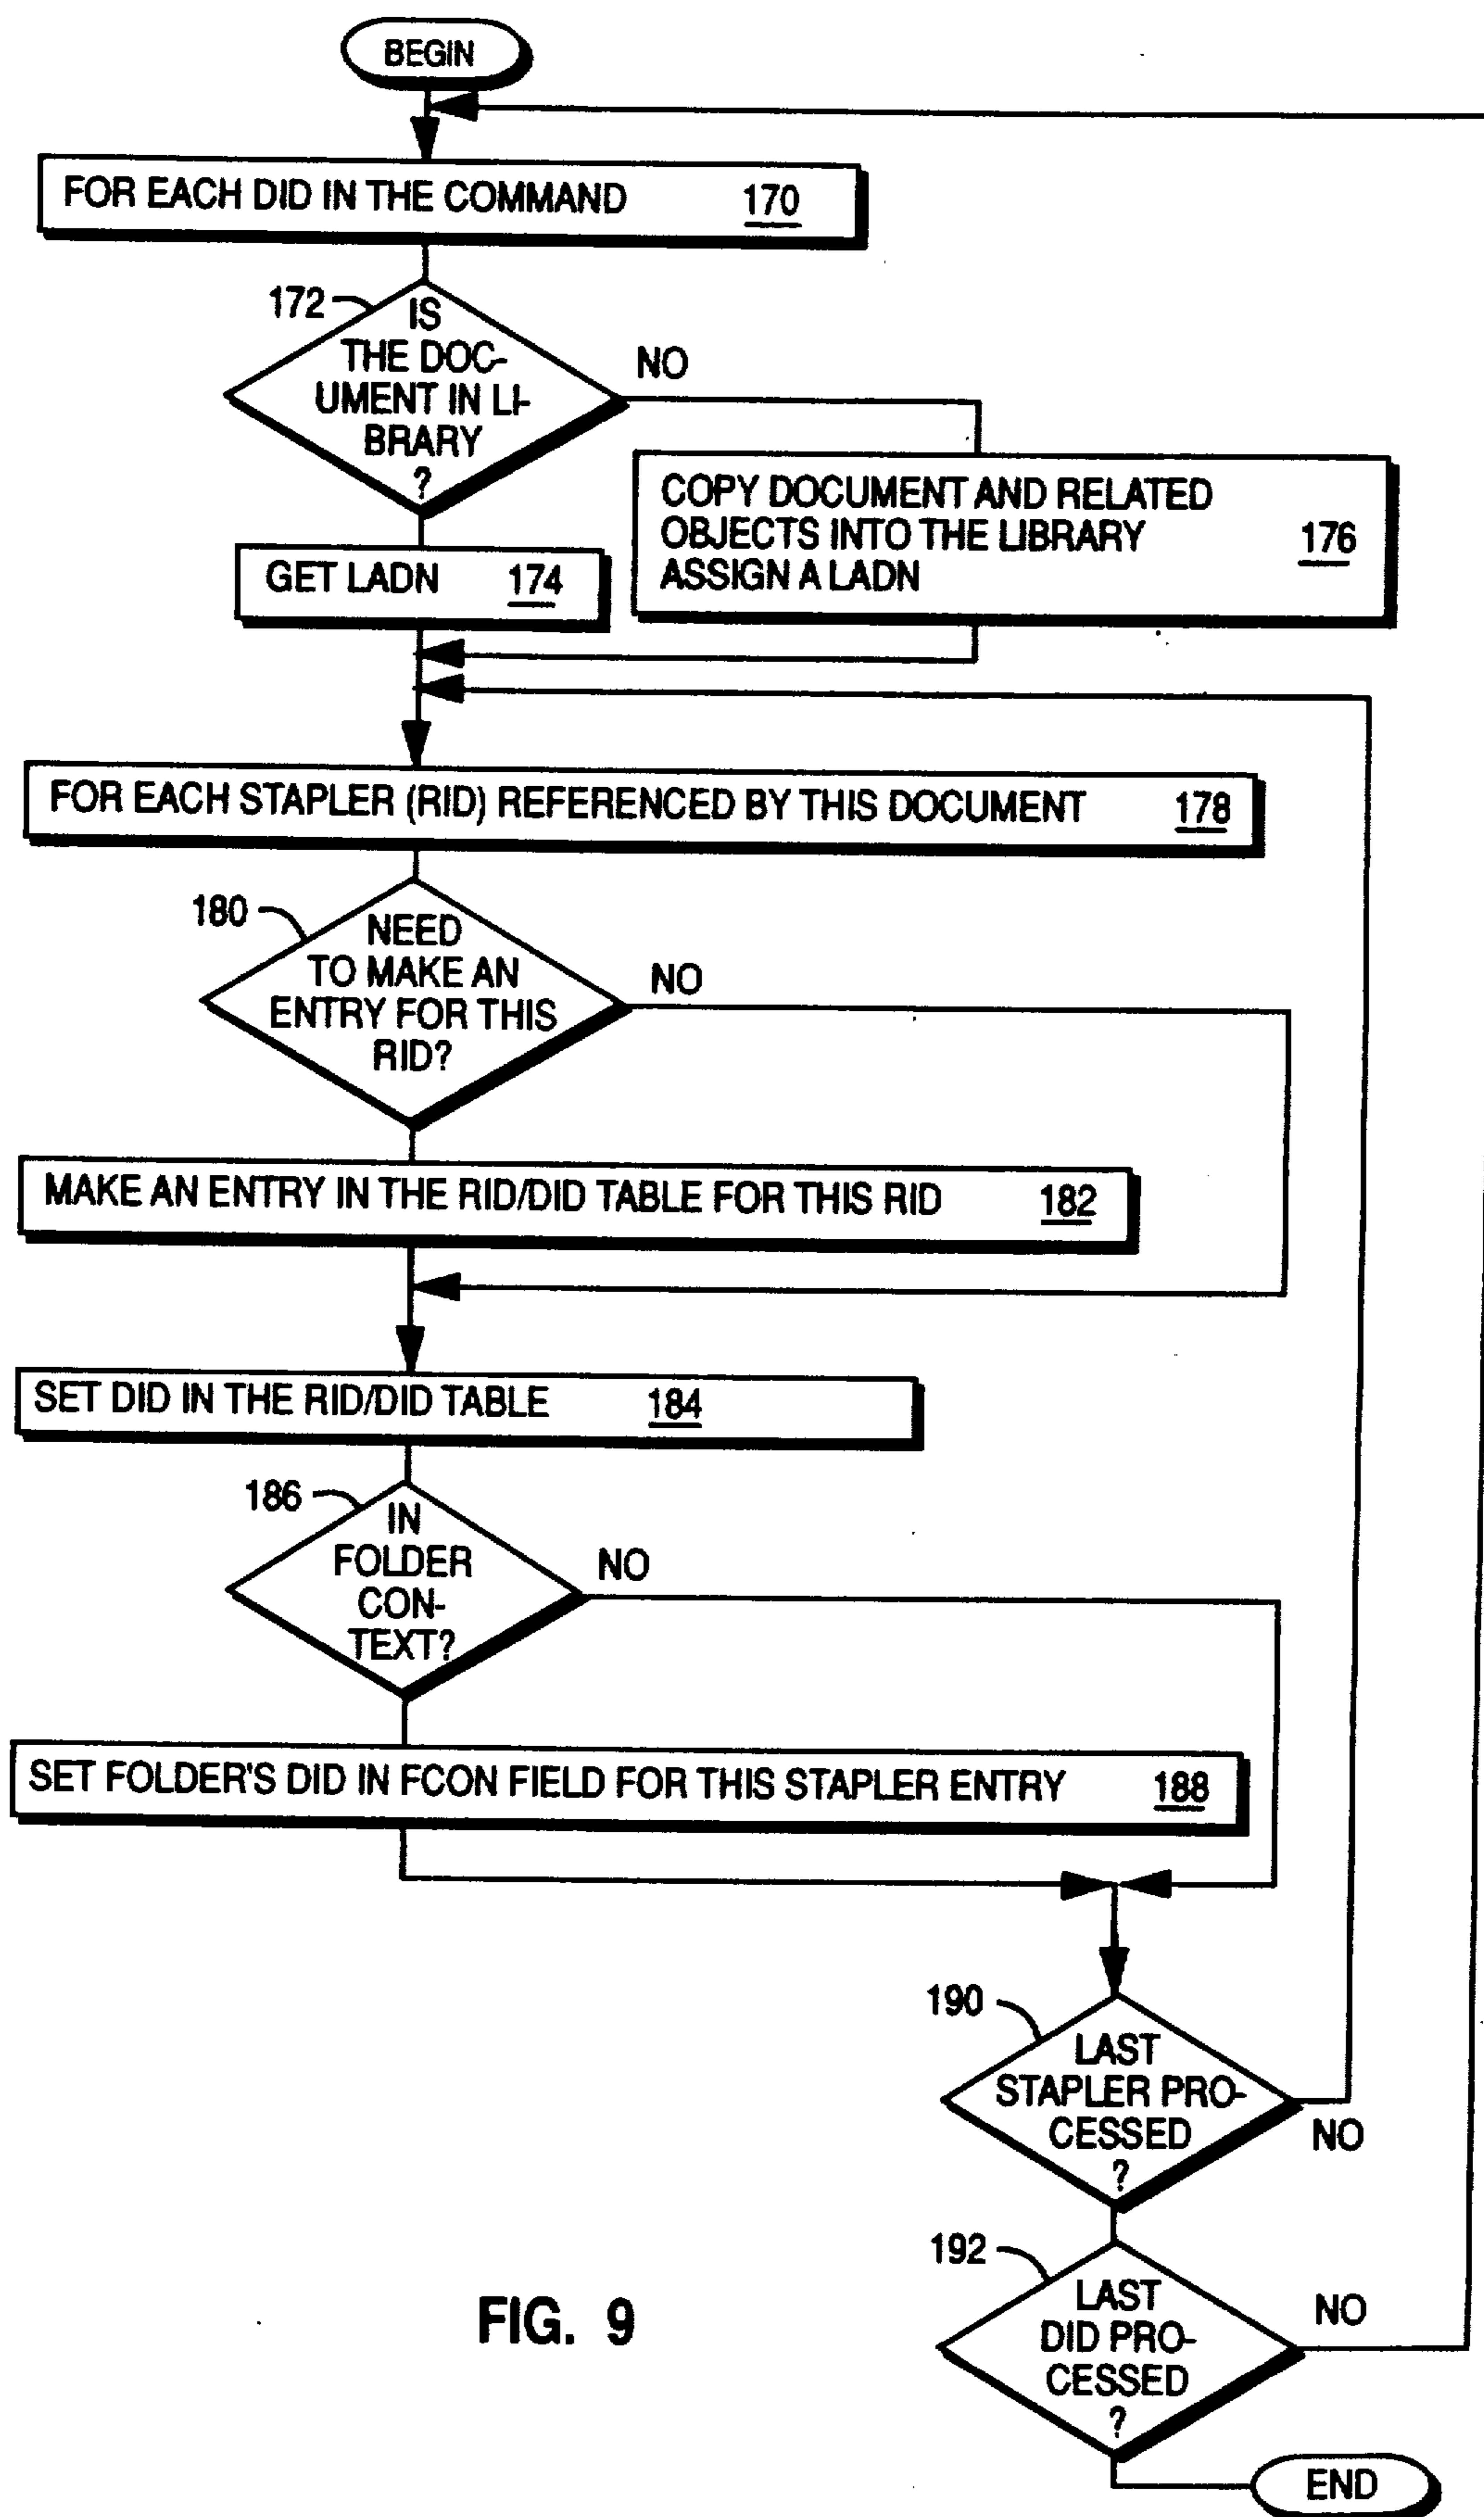 BEGIN
FOR EACH DID IN THE COMMAND 170
172
IS
THE DOC-
UMENT IN LI-
BRARY
?
NO
COPY DOCUMENT AND RELATED
OBJECTS INTO THE LIBRARY
ASSIGN A LADN
176
GET LADN 174
FOR EACH STAPLER (RID) REFERENCED BY THIS DOCUMENT 178
180
NEED
TO MAKE AN
ENTRY FOR THIS
RID?
NO
MAKE AN ENTRY IN THE RID/DID TABLE FOR THIS RID 182
SET DID IN THE RID/DID TABLE 184
186
IN
FOLDER
CON-
TEXT?
NO
SET FOLDER'S DID IN FCON FIELD FOR THIS STAPLER ENTRY 188
190
LAST
STAPLER PRO-
CESSED
?
NO
192
LAST
DID PRO-
CESSED
?
NO
END
FIG. 9